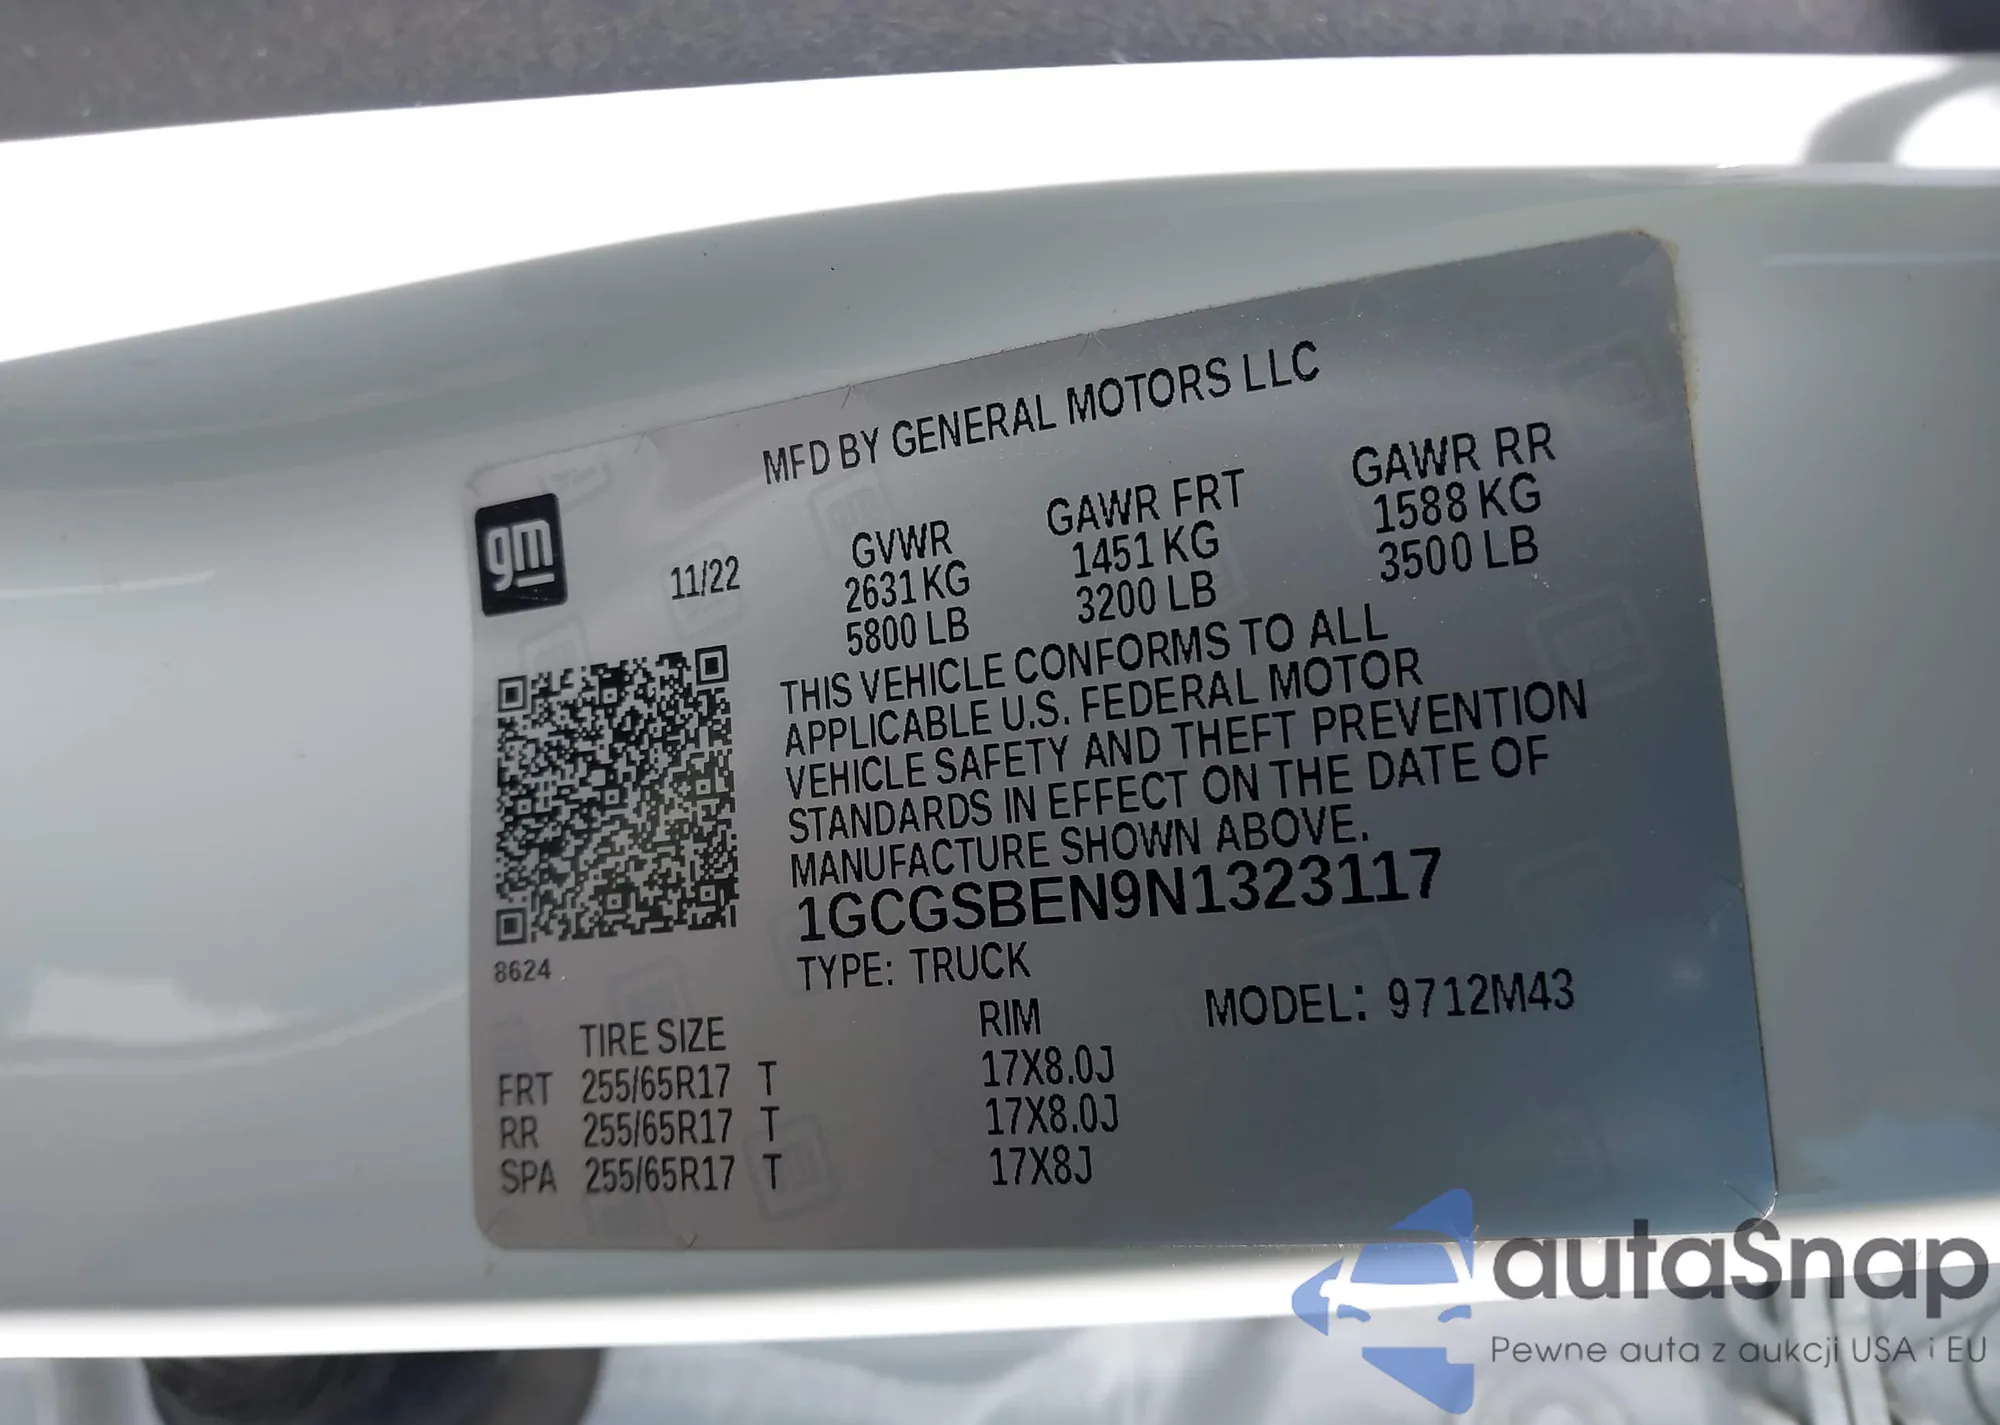 MFD BY GENERAL MOTORS LLC
gm
11/22
GVWR GAWR FRT GAWR RR
2631 KG 1451 KG 1588 KG
5800 LB 3200 LB 3500 LB
THIS VEHICLE CONFORMS TO ALL
APPLICABLE U.S. FEDERAL MOTOR
VEHICLE SAFETY AND THEFT PREVENTION
STANDARDS IN EFFECT ON THE DATE OF
MANUFACTURE SHOWN ABOVE.
1GCGSBEN9N1323117
8624
TYPE: TRUCK
MODEL: 9712M43
TIRE SIZE RIM
FRT 255/65R17 T 17X8.0J
RR 255/65R17 T 17X8.0J
SPA 255/65R17 T 17X8J
autaSnap
Pewne auta z aukcji USA i EU